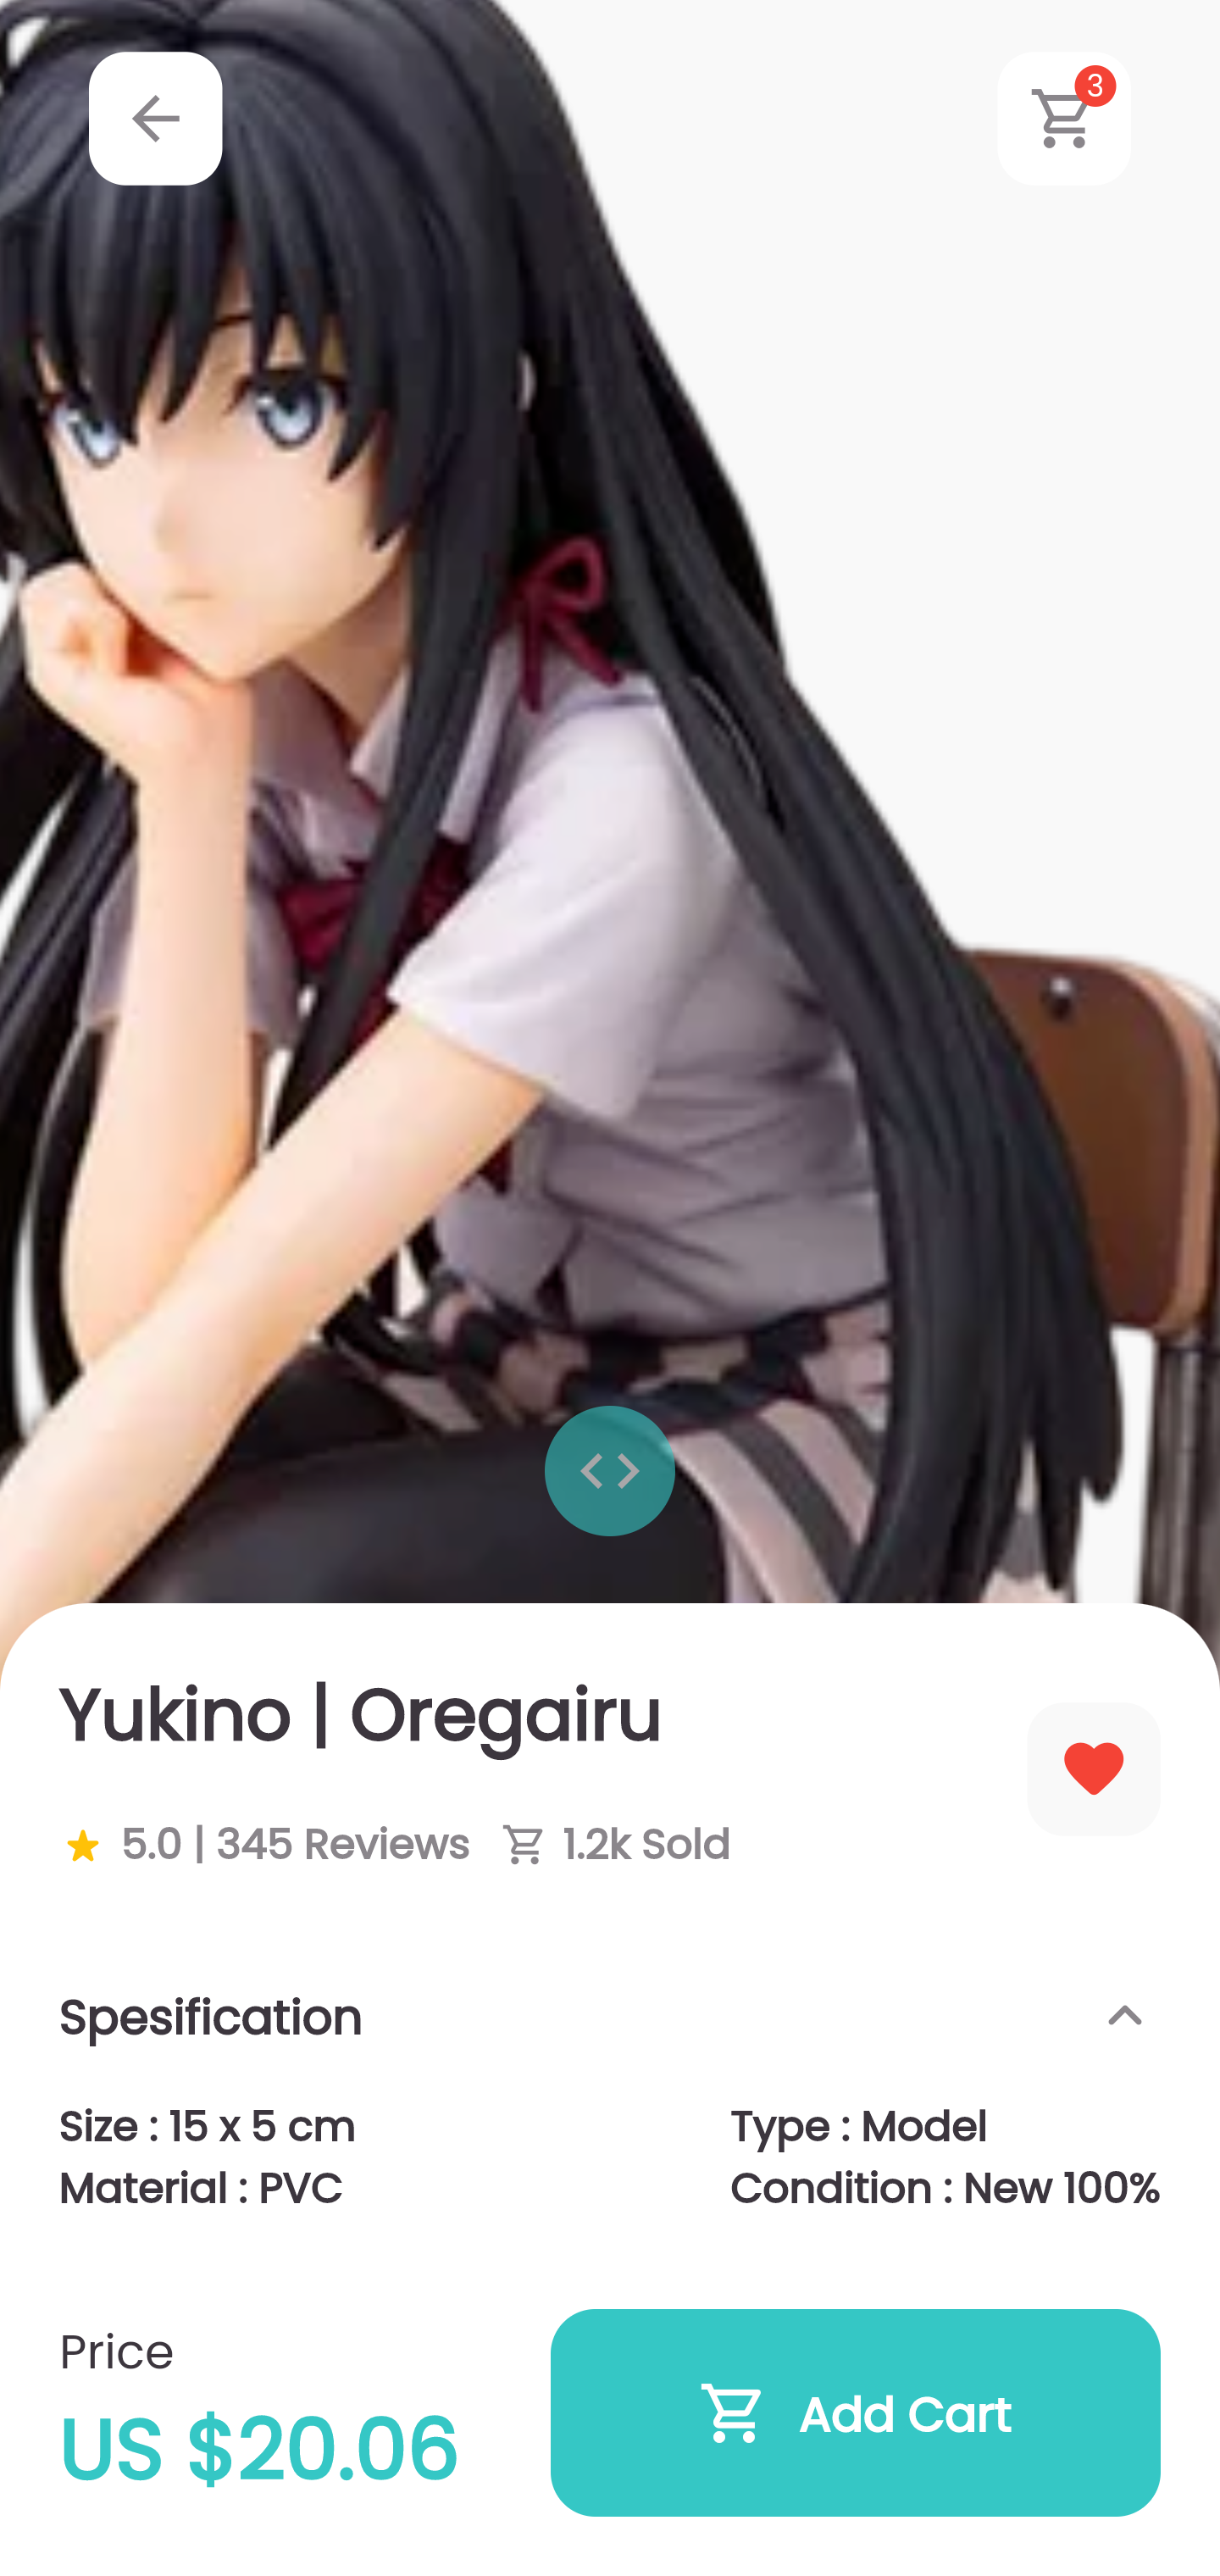 3
Yukino | Oregairu
5.0 | 345 Reviews 1.2k Sold
Spesification
Size : 15 x 5 cm
Material : PVC
Type : Model
Condition : New 100%
Price
US $20.06
Add Cart